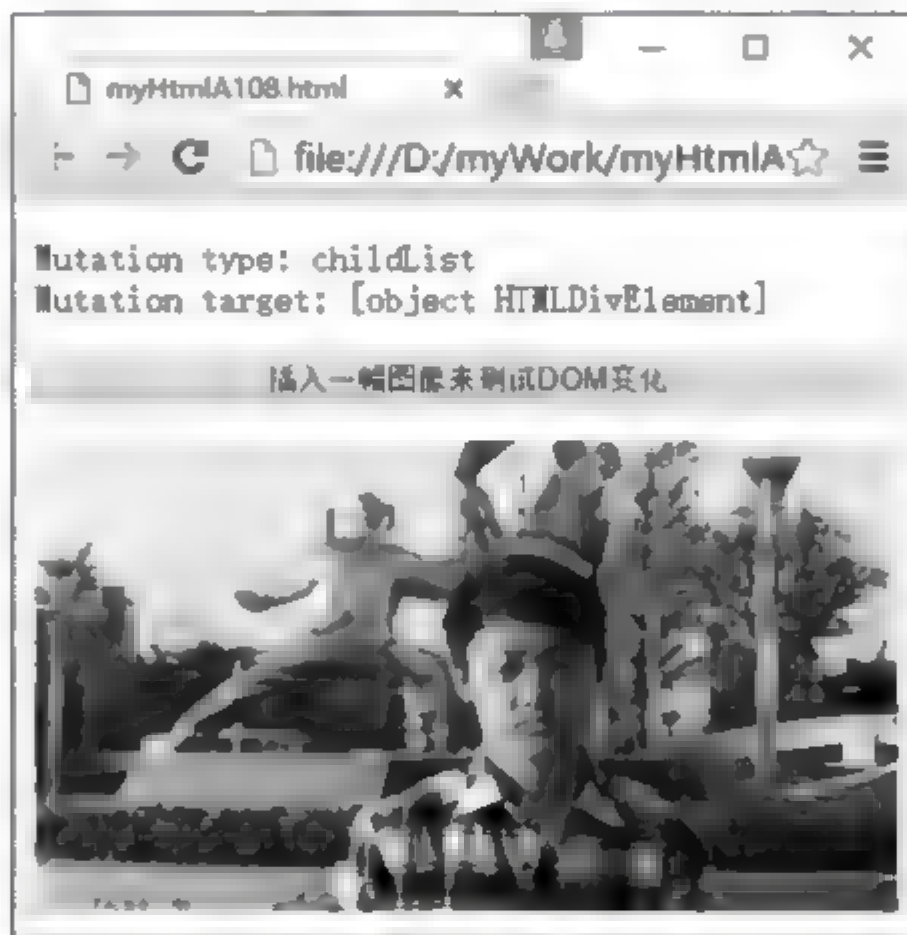 myHtmlA108.html
file:///D:/myWork/myHtmlA
Mutation type: childList
Mutation target: [object HTMLDivElement]
插入一幅图像来测试DOM变化